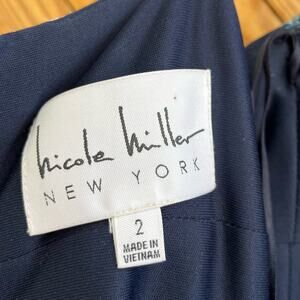 nicole miller
NEW YORK
2
MADE IN
VIETNAM